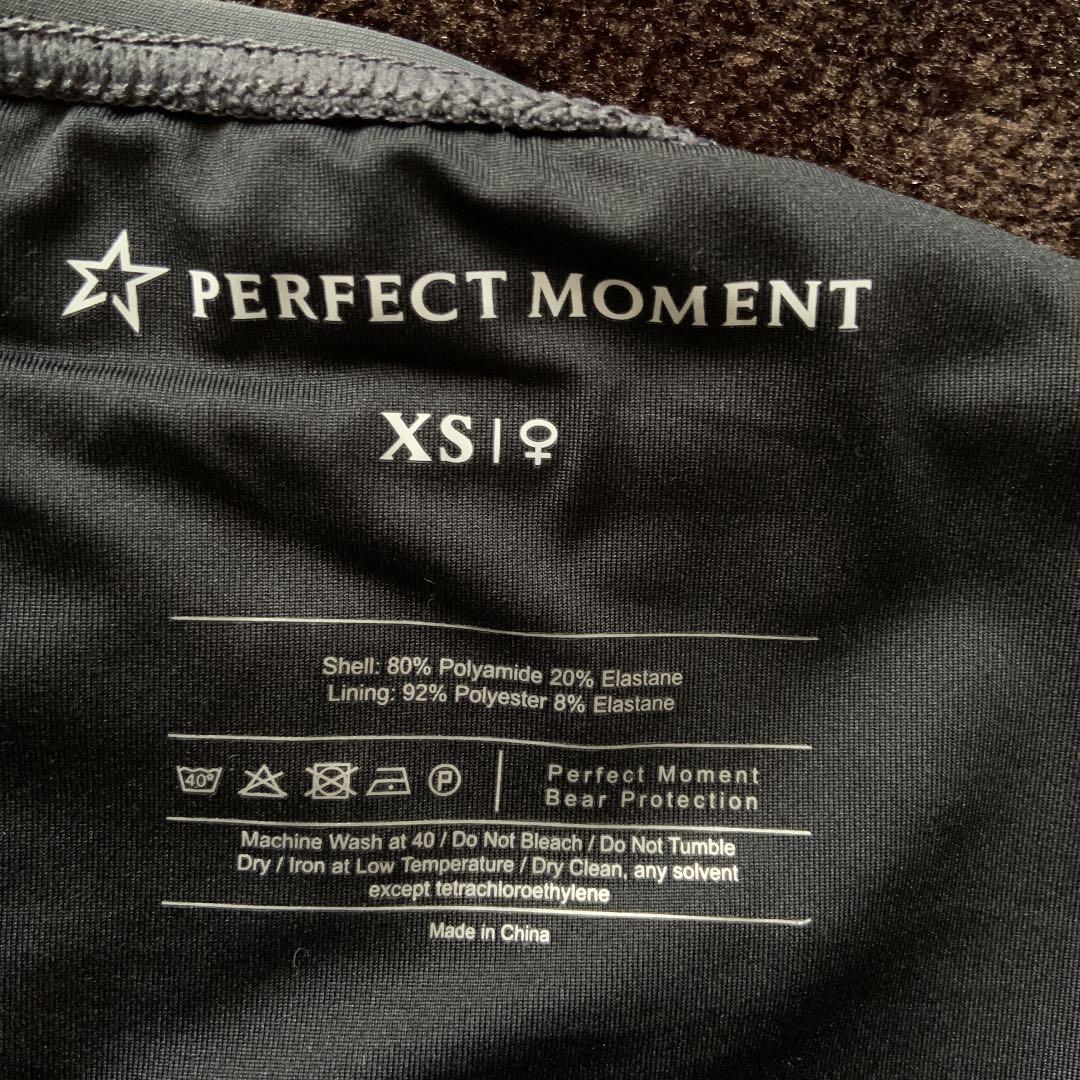 PERFECT MOMENT
XS | ♀
Shell: 80% Polyamide 20% Elastane
Lining: 92% Polyester 8% Elastane
40°
P
Perfect Moment
Bear Protection
Machine Wash at 40 / Do Not Bleach / Do Not Tumble
Dry / Iron at Low Temperature / Dry Clean, any solvent
except tetrachloroethylene
Made in China